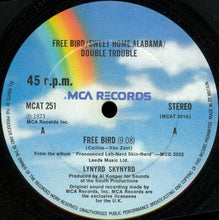 FREE BIRD/SWEET HOME ALABAMA/
DOUBLE TROUBLE
45 r.p.m.
MCA RECORDS
MCAT 251
STEREO
(MCAT 251A)
A
A
℗ 1973
MCA Records Inc.
FREE BIRD (9.08)
(Collins—Van Zant)
From the album "Pronounced Leh-Nerd Skin-Nerd"—MCG 3502
Leeds Music Ltd.
LYNYRD SKYNYRD
Produced by Al Kooper for Sounds
of the South Productions
Original sound recording made by
MCA Records Inc. MCA Records are
exclusive licencees for the U.K.